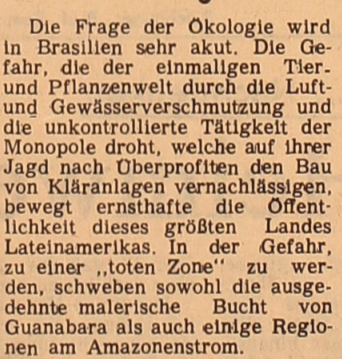 Die Frage der Ökologie wird
in Brasilien sehr akut. Die Ge-
fahr, die der einmaligen Tier-
und Pflanzenwelt durch die Luft-
und Gewässerverschmutzung und
die unkontrollierte Tätigkeit der
Monopole droht, welche auf ihrer
Jagd nach Überprofiten den Bau
von Kläranlagen vernachlässigen,
bewegt ernsthafte die Öffent-
lichkeit dieses größten Landes
Lateinamerikas. In der Gefahr,
zu einer „toten Zone“ zu wer-
den, schweben sowohl die ausge-
dehnte malerische Bucht von
Guanabara als auch einige Regio-
nen am Amazonenstrom.